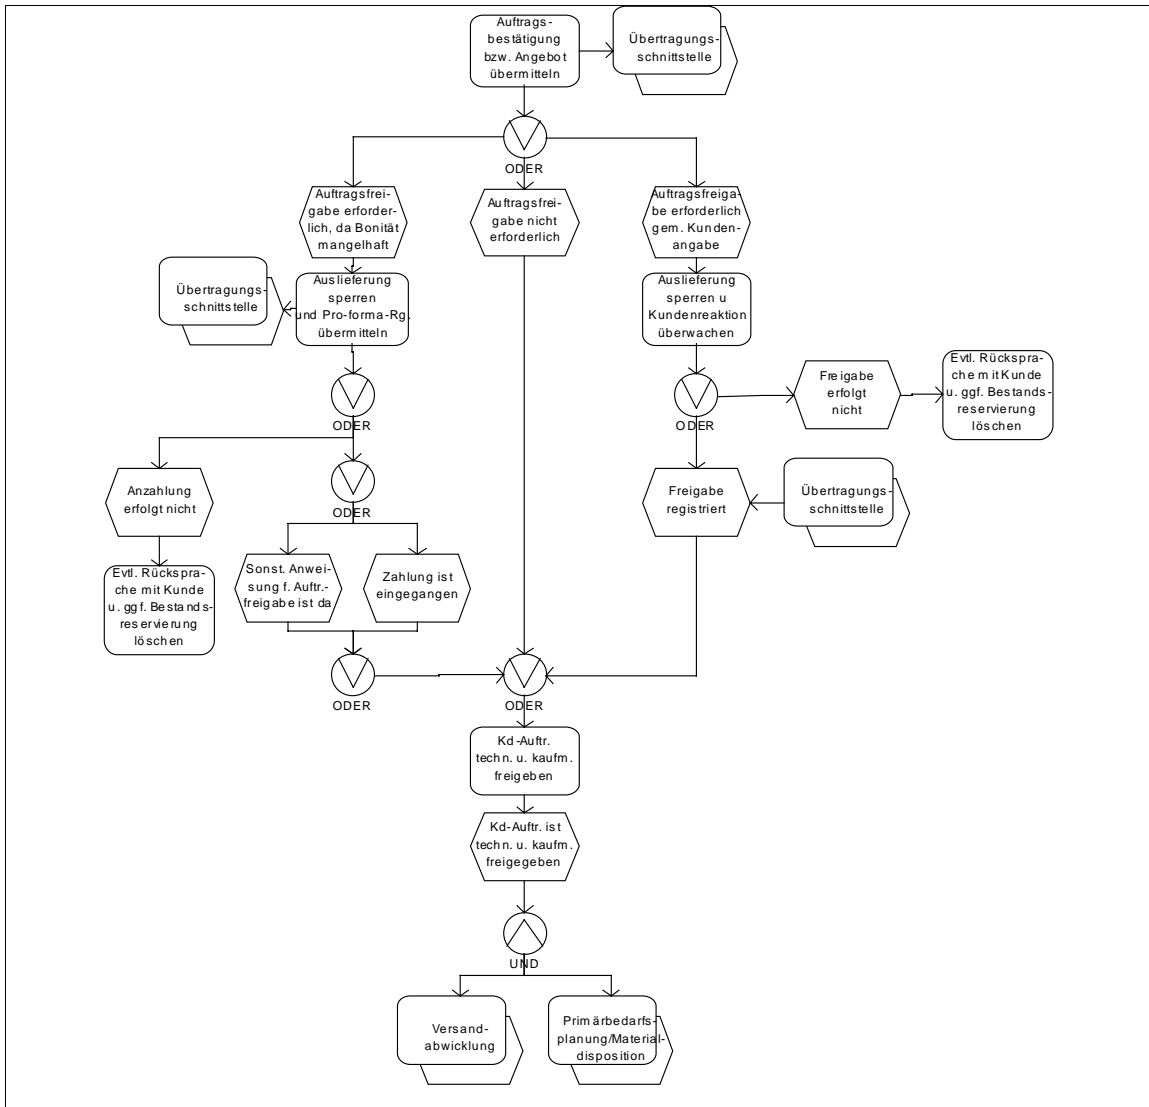 Auftrags-
bestätigung
bzw. Angebot
übermitteln
Übertragungs-
schnittstelle
ODER
Auftragsfrei-
gabe erforder-
lich, da Bonität
mangelhaft
Auftragsfrei-
gabe nicht
erforderlich
Auftragsfreiga-
be erforderlich
gem. Kunden-
angabe
Übertragungs-
schnittstelle
Auslieferung
sperren
und Pro-forma-Rg.
übermitteln
Auslieferung
sperren u
Kundenreaktion
überwachen
ODER
ODER
Freigabe
erfolgt
nicht
Evtl. Rückspra-
che mit Kunde
u. ggf. Bestands-
reservierung
löschen
Anzahlung
erfolgt nicht
ODER
Freigabe
registriert
Übertragungs-
schnittstelle
Evtl. Rückspra-
che mit Kunde
u. ggf. Bestands-
reservierung
löschen
Sonst. Anwei-
sung f. Auftr.-
freigabe ist da
Zahlung ist
eingegangen
ODER
ODER
Kd-Auftr.
techn. u. kaufm.
freigeben
Kd-Auftr. ist
techn. u. kaufm.
freigegeben
UND
Versand-
abwicklung
Primärbedarfs-
planung/Material-
disposition